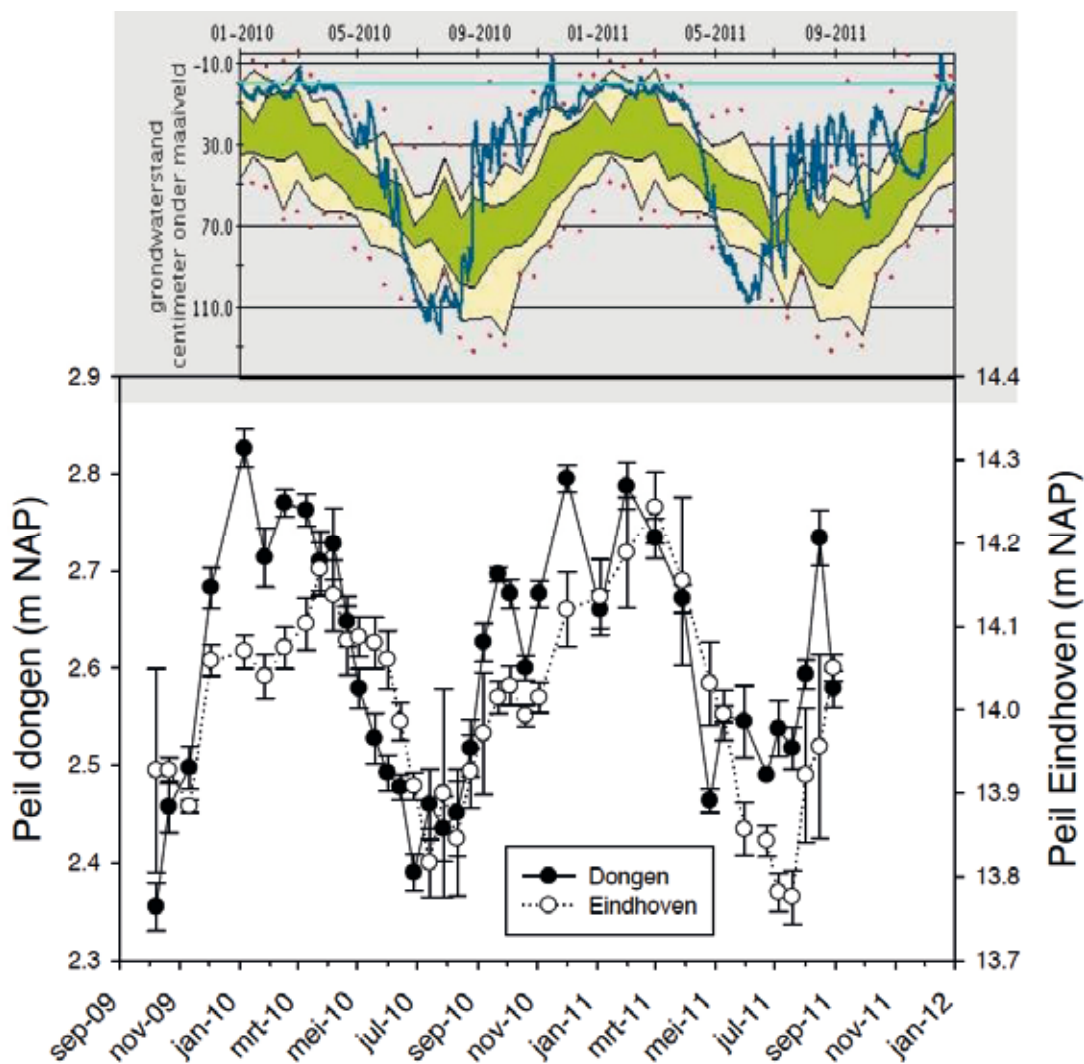 01-2010 05-2010 09-2010 01-2011 05-2011 09-2011
grondwaterstand
centimeter onder maaiveld
-10.0
30.0
70.0
110.0
Peil dongen (m NAP)
2.9
2.8
2.7
2.6
2.5
2.4
2.3
14.4
14.3
14.2
14.1
14.0
13.9
13.8
13.7
Peil Eindhoven (m NAP)
Dongen
Eindhoven
sep-09 nov-09 jan-10 mrt-10 mei-10 jul-10 sep-10 nov-10 jan-11 mrt-11 mei-11 jul-11 sep-11 nov-11 jan-12